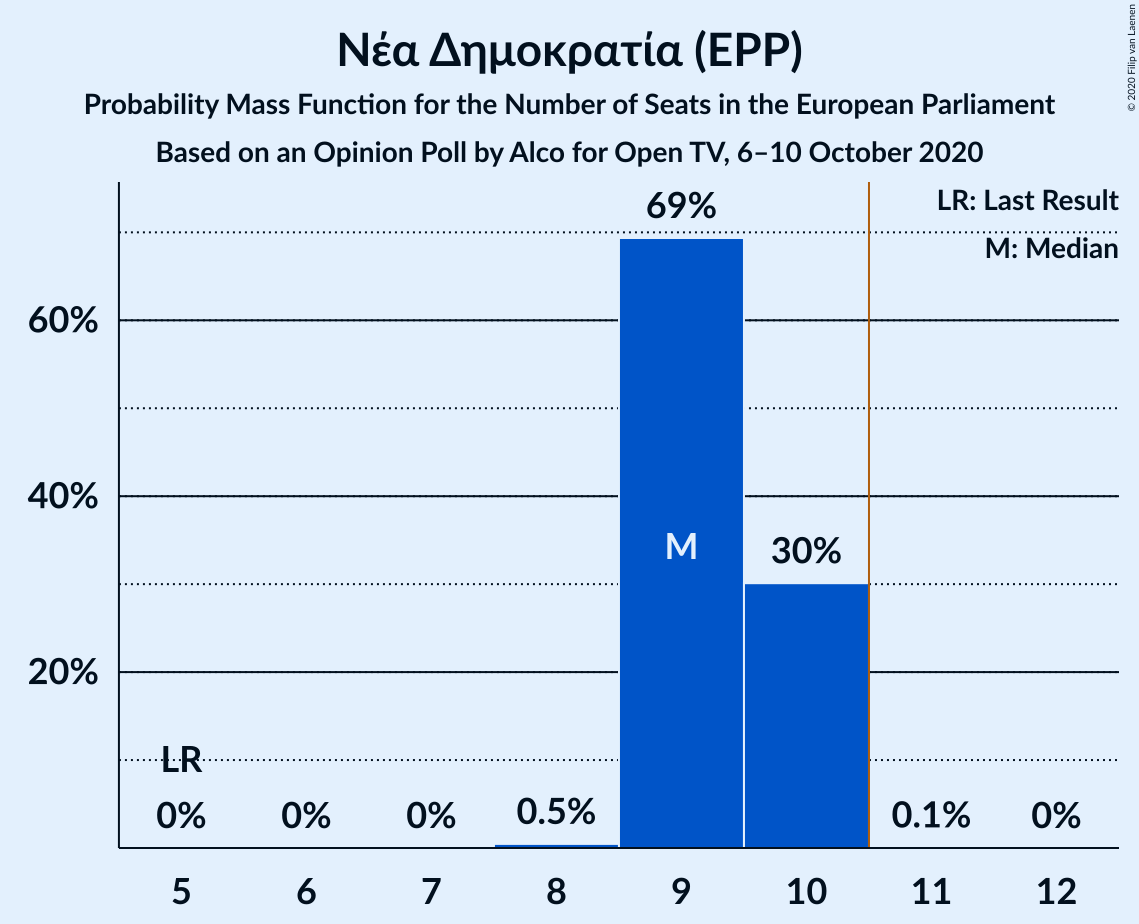 Νέα Δημοκρατία (EPP)
Probability Mass Function for the Number of Seats in the European Parliament
Based on an Opinion Poll by Alco for Open TV, 6–10 October 2020
© 2020 Filip van Laenen
LR: Last Result
M: Median
69%
60%
40%
M
30%
20%
LR
0%
0%
0%
0.5%
0.1%
0%
5
6
7
8
9
10
11
12